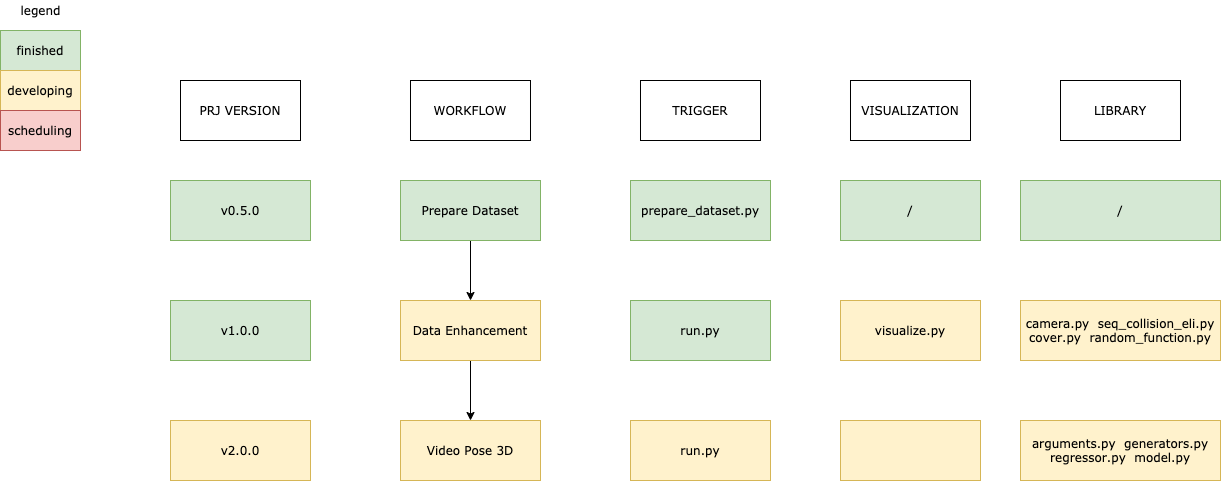 legend
finished
developing
scheduling
PRJ VERSION
WORKFLOW
TRIGGER
VISUALIZATION
LIBRARY
v0.5.0
Prepare Dataset
prepare_dataset.py
/
/
v1.0.0
Data Enhancement
run.py
visualize.py
camera.py seq_collision_eli.py
cover.py random_function.py
v2.0.0
Video Pose 3D
run.py
arguments.py generators.py
regressor.py model.py